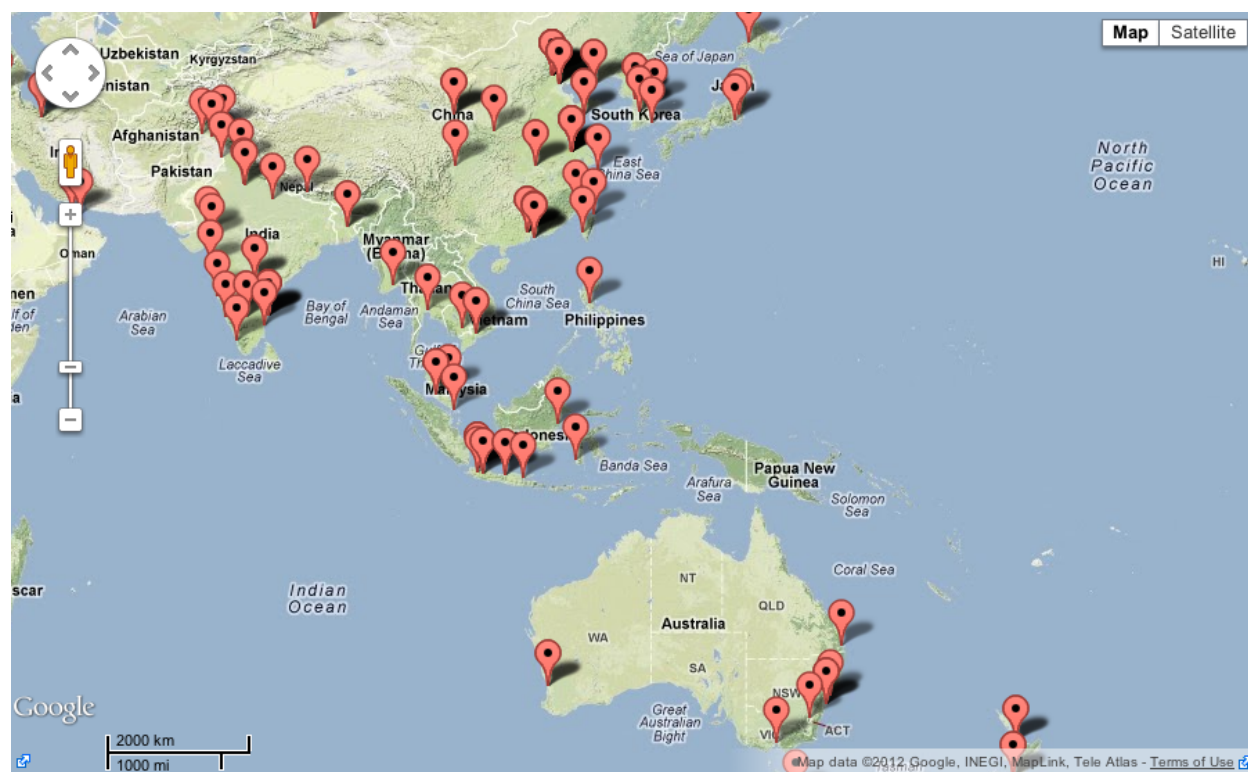 Map Satellite
Uzbekistan
Kyrgyzstan
Sea of Japan
nistan
China
South Korea
Afghanistan
North
Pacific
Ocean
East
China Sea
Pakistan
Nepal
India
Myanmar
Oman
HI
South
China Sea
Bay of
Bengal
Andaman
Sea
Arabian
Sea
Philippines
Laccadive
Sea
Banda Sea
Papua New
Guinea
Arafura
Sea
Solomon
Sea
Coral Sea
scar
Indian
Ocean
NT
QLD
Australia
WA
SA
NSW
Great
Australian
Bight
ACT
Google
2000 km
1000 mi
Map data ©2012 Google, INEGI, MapLink, Tele Atlas - Terms of Use